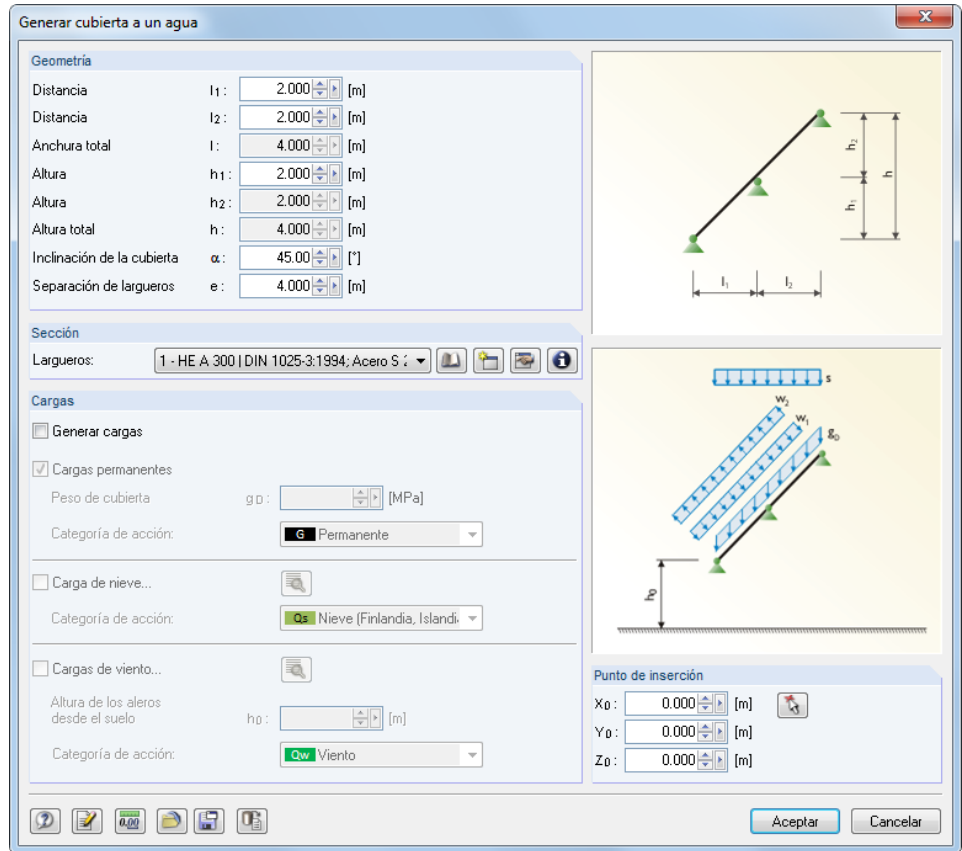 Generar cubierta a un agua
Geometría
Distancia l1: 2.000 [m]
Distancia l2: 2.000 [m]
Anchura total l: 4.000 [m]
Altura h1: 2.000 [m]
Altura h2: 2.000 [m]
Altura total h: 4.000 [m]
Inclinación de la cubierta α: 45.00 [°]
Separación de largueros e: 4.000 [m]
h2
h
h1
l1 l2
Sección
Largueros: 1 - HE A 300 | DIN 1025-3:1994; Acero S
Cargas
Generar cargas
Cargas permanentes
Peso de cubierta gD: [MPa]
Categoría de acción: G Permanente
Carga de nieve...
Categoría de acción: Qs Nieve (Finlandia, Islandi
Cargas de viento...
Altura de los aleros
desde el suelo h0: [m]
Categoría de acción: Qw Viento
s
w2
w1
gD
h0
Punto de inserción
X0: 0.000 [m]
Y0: 0.000 [m]
Z0: 0.000 [m]
0.00
Aceptar Cancelar